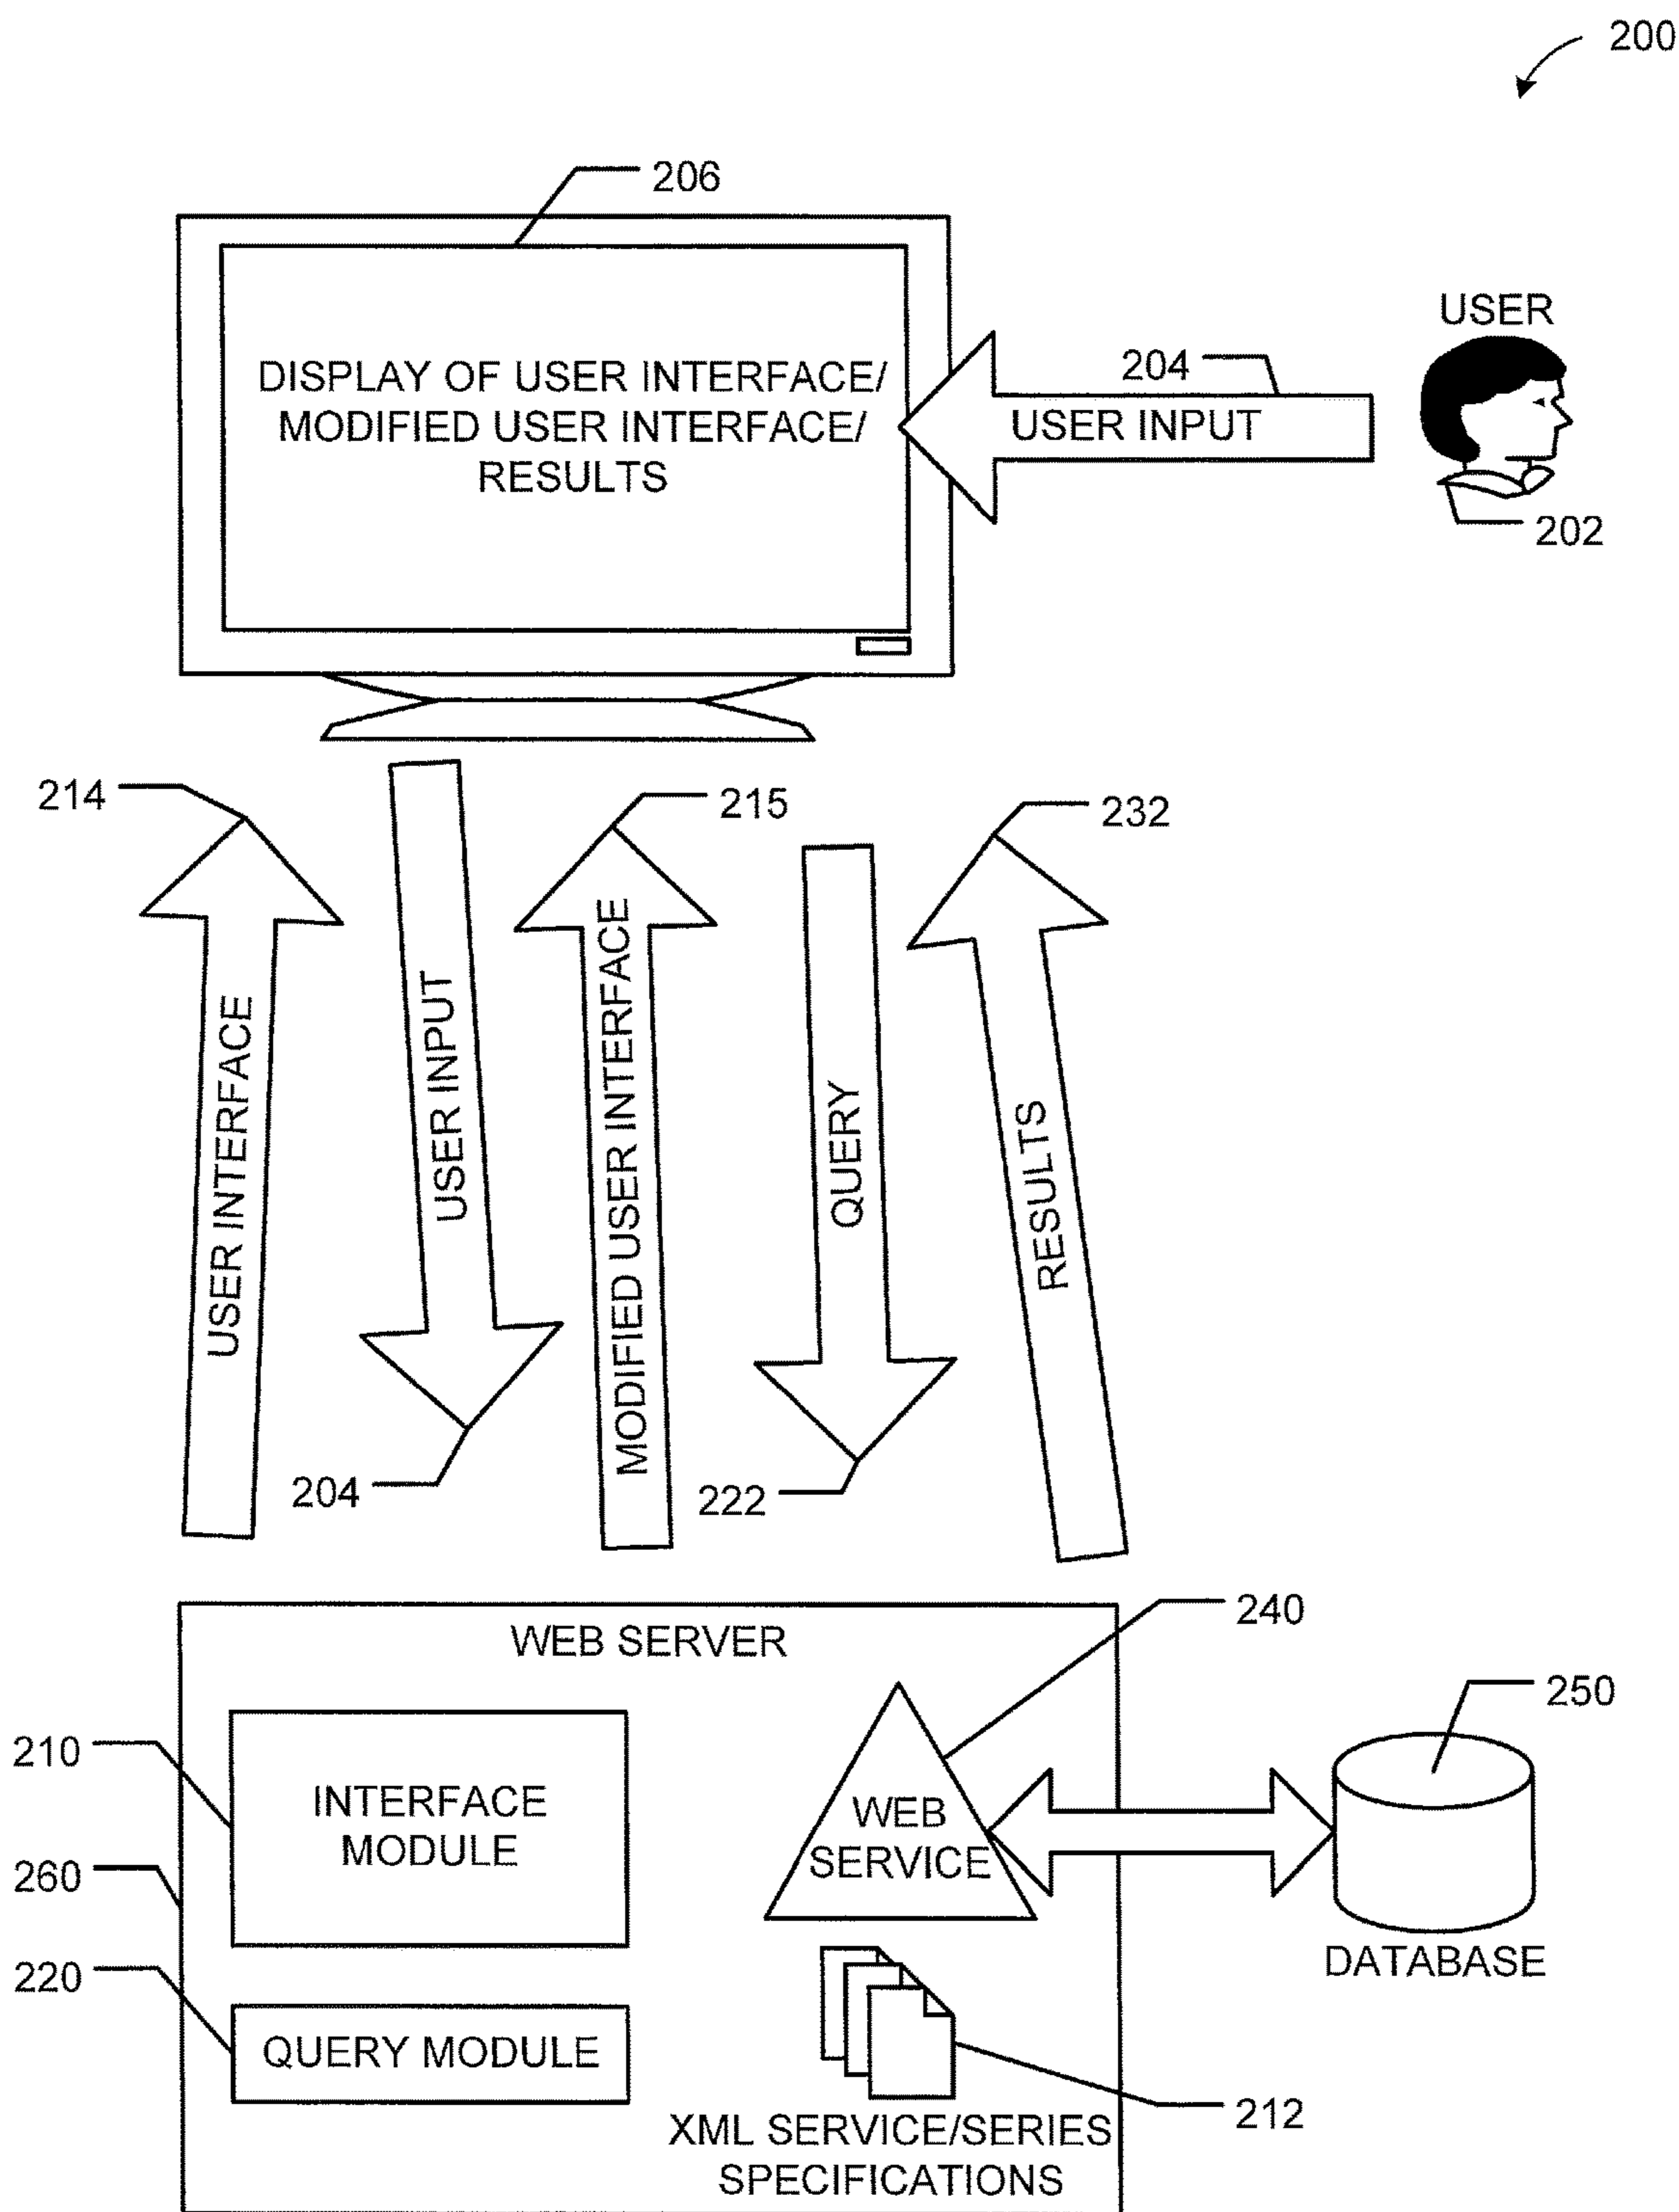 200
206
USER
DISPLAY OF USER INTERFACE/
MODIFIED USER INTERFACE/
RESULTS
204
USER INPUT
202
214
215
232
USER INTERFACE
USER INPUT
MODIFIED USER INTERFACE
QUERY
RESULTS
204
222
WEB SERVER
240
250
210
INTERFACE
MODULE
WEB
SERVICE
260
DATABASE
220
QUERY MODULE
212
XML SERVICE/SERIES
SPECIFICATIONS